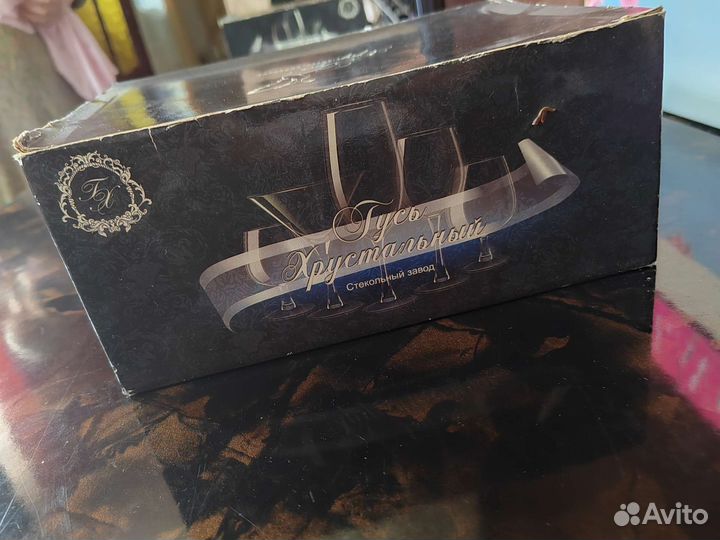 ГХ
Гусь
Хрустальный
Стекольный завод
Avito